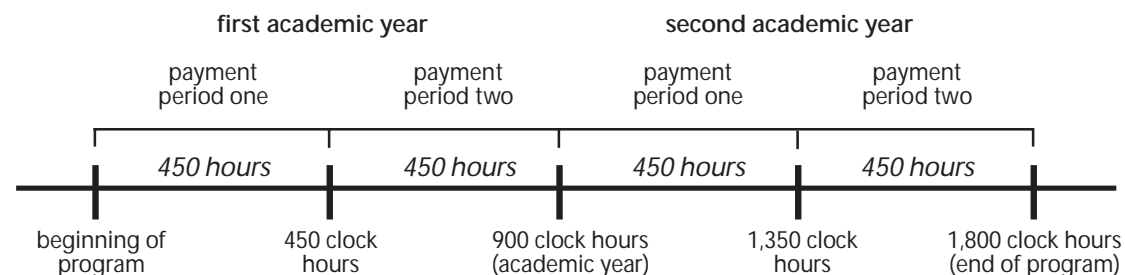 first academic year
second academic year
payment
period one
payment
period two
payment
period one
payment
period two
450 hours
450 hours
450 hours
450 hours
beginning of
program
450 clock
hours
900 clock hours
(academic year)
1,350 clock
hours
1,800 clock hours
(end of program)